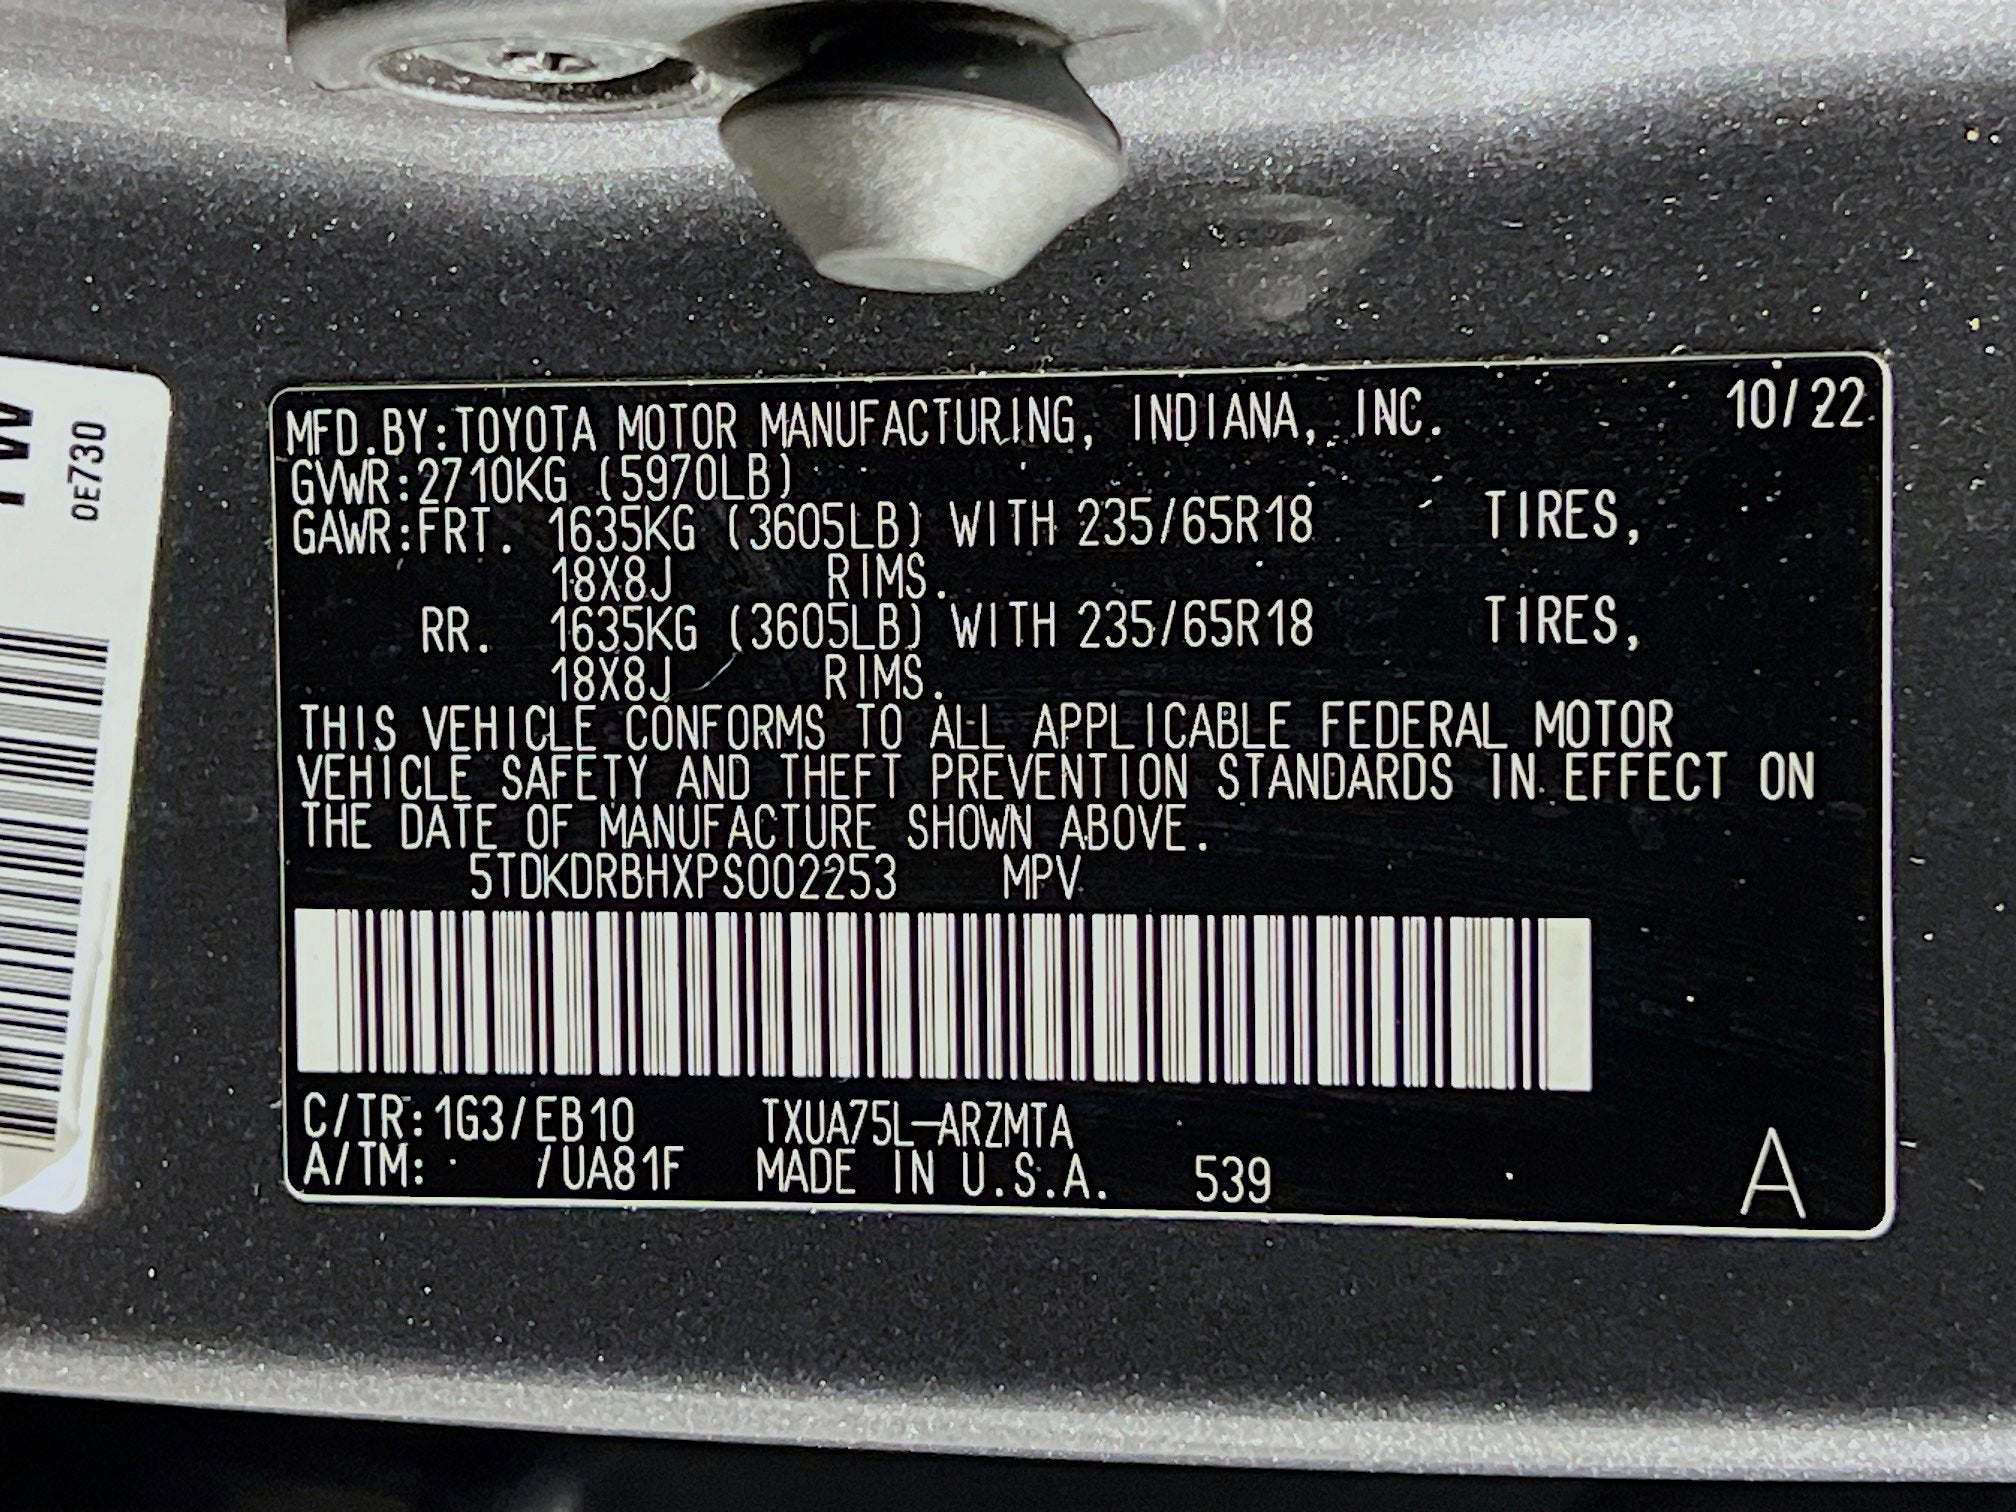 MFD.BY:TOYOTA MOTOR MANUFACTURING, INDIANA, INC. 10/22
GVWR:2710KG (5970LB)
GAWR:FRT. 1635KG (3605LB) WITH 235/65R18 TIRES,
18X8J RIMS.
RR. 1635KG (3605LB) WITH 235/65R18 TIRES,
18X8J RIMS.
THIS VEHICLE CONFORMS TO ALL APPLICABLE FEDERAL MOTOR
VEHICLE SAFETY AND THEFT PREVENTION STANDARDS IN EFFECT ON
THE DATE OF MANUFACTURE SHOWN ABOVE.
5TDKDRBHXPS002253 MPV
C/TR:1G3/EB10 TXUA75L-ARZMTA
A/TM: /UA81F MADE IN U.S.A. 539 A
0E730